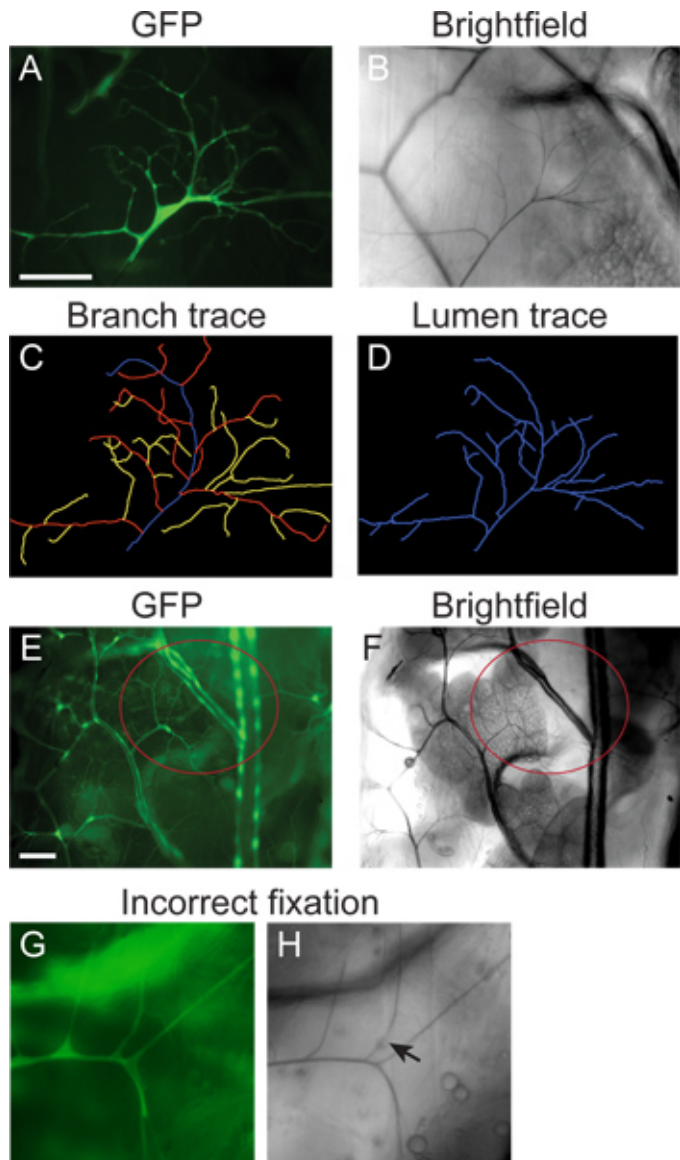 GFP Brightfield
A B
Branch trace Lumen trace
C D
GFP Brightfield
E F
Incorrect fixation
G H